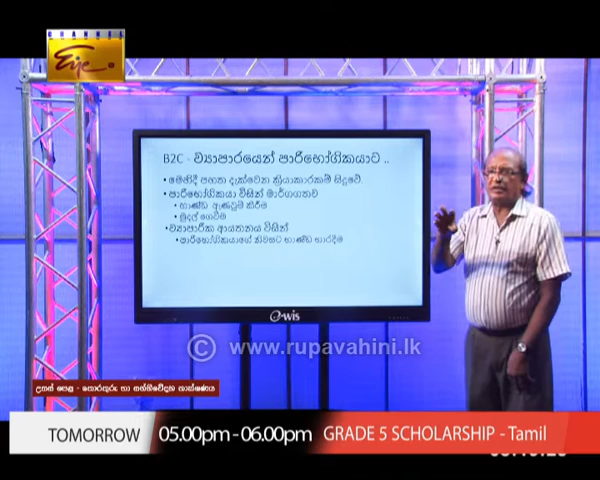 CHANNEL
Eye
B2C - ව්‍යාපාරයෙන් පාරිභෝගිකයාට ..
• මෙහිදී පහත දැක්වෙන ක්‍රියාකාරකම් සිදුවේ.
• පාරිභෝගිකයා විසින් මාර්ගගතව
• භාණ්ඩ ඇණවුම් කිරීම
• මුදල් ගෙවීම
• ව්‍යාපාරික ආයතනය විසින්
• පාරිභෝගිකයාගේ නිවසට භාණ්ඩ භාරදීම
e-wis
© www.rupavahini.lk
උසස් පෙළ - තොරතුරු හා සන්නිවේදන තාක්ෂණය
TOMORROW 05.00pm - 06.00pm GRADE 5 SCHOLARSHIP - Tamil